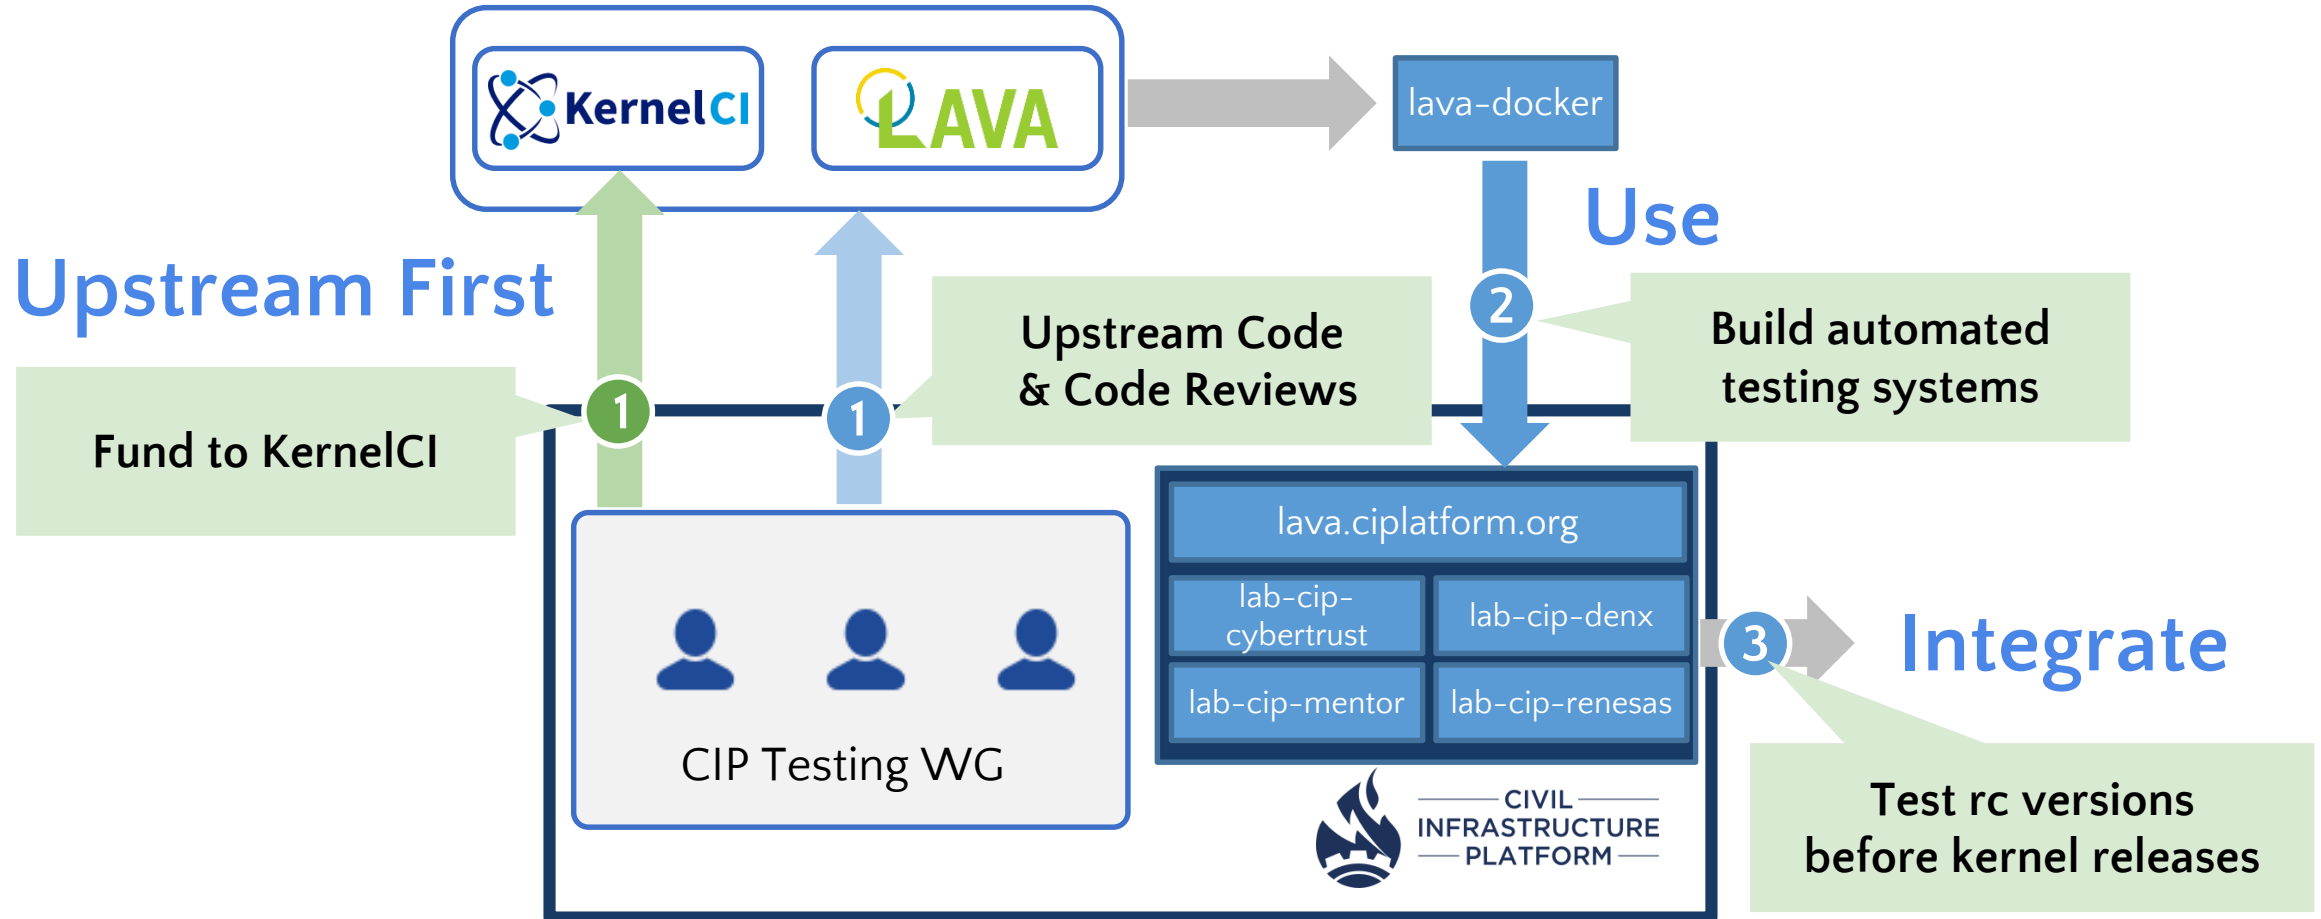 KernelCI
LAVA
lava-docker
Use
Upstream First
1
1
2
Upstream Code
& Code Reviews
Build automated
testing systems
Fund to KernelCI
lava.ciplatform.org
lab-cip-
cybertrust
lab-cip-denx
lab-cip-mentor
lab-cip-renesas
3
Integrate
CIP Testing WG
CIVIL
INFRASTRUCTURE
PLATFORM
Test rc versions
before kernel releases